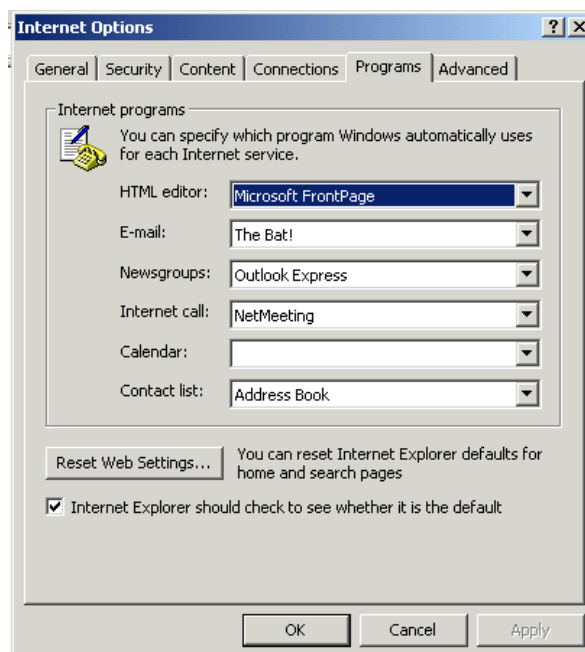 Internet Options
General Security Content Connections Programs Advanced
Internet programs
You can specify which program Windows automatically uses
for each Internet service.
HTML editor: Microsoft FrontPage
E-mail: The Bat!
Newsgroups: Outlook Express
Internet call: NetMeeting
Calendar:
Contact list: Address Book
Reset Web Settings... You can reset Internet Explorer defaults for
home and search pages
Internet Explorer should check to see whether it is the default
OK Cancel Apply